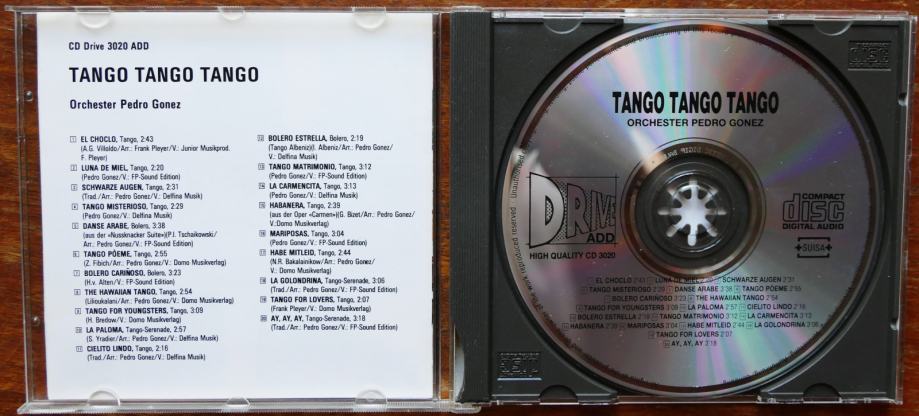 CD Drive 3020 ADD
TANGO TANGO TANGO
Orchester Pedro Gonez
1 EL CHOCLO, Tango, 2:43
(A.G. Villoldo/Arr.: Frank Pleyer/V.: Junior Musikprod.
F. Pleyer)
2 LUNA DE MIEL, Tango, 2:20
(Pedro Gonez/V.: FP-Sound Edition)
3 SCHWARZE AUGEN, Tango, 2:31
(Trad./Arr.: Pedro Gonez/V.: Delfina Musik)
4 TANGO MISTERIOSO, Tango, 2:29
(Pedro Gonez/V.: Delfina Musik)
5 DANSE ARABE, Bolero, 3:38
(aus der «Nussknacker Suite»)(P.I. Tschaikowski/
Arr.: Pedro Gonez/V.: FP-Sound Edition)
6 TANGO PÓEME, Tango, 2:55
(Z. Fibich/Arr.: Pedro Gonez/V.: Domo Musikverlag)
7 BOLERO CARIÑOSO, Bolero, 3:23
(H.v. Alten/V.: FP-Sound Edition)
8 THE HAWAIIAN TANGO, Tango, 2:54
(Lilioukalani/Arr.: Pedro Gonez/V.: Domo Musikverlag)
9 TANGO FOR YOUNGSTERS, Tango, 3:09
(H. Bredow/V.: Domo Musikverlag)
10 LA PALOMA, Tango-Serenade, 2:57
(S. Yradier/Arr.: Pedro Gonez/V.: Delfina Musik)
11 CIELITO LINDO, Tango, 2:16
(Trad./Arr.: Pedro Gonez/V.: Delfina Musik)
12 BOLERO ESTRELLA, Bolero, 2:19
(Tango Albeniz)(I. Albeniz/Arr.: Pedro Gonez/
V.: Delfina Musik)
13 TANGO MATRIMONIO, Tango, 3:12
(Pedro Gonez/V.: FP-Sound Edition)
14 LA CARMENCITA, Tango, 3:13
(Pedro Gonez/V.: Delfina Musik)
15 HABANERA, Tango, 2:39
(aus der Oper «Carmen»)(G. Bizet/Arr.: Pedro Gonez/
V.: Domo Musikverlag)
16 MARIPOSAS, Tango, 3:04
(Pedro Gonez/V.: FP-Sound Edition)
17 HABE MITLEID, Tango, 2:44
(N.R. Bakalainikow/Arr.: Pedro Gonez/
V.: Domo Musikverlag)
18 LA GOLONDRINA, Tango-Serenade, 3:06
(Trad./Arr.: Pedro Gonez/V.: FP-Sound Edition)
19 TANGO FOR LOVERS, Tango, 2:07
(Frank Pleyer/V.: Domo Musikverlag)
20 AY, AY, AY, Tango-Serenade, 3:18
(Trad./Arr.: Pedro Gonez/V.: FP-Sound Edition)
TANGO TANGO TANGO
ORCHESTER PEDRO GONEZ
DRIVE
ADD
HIGH QUALITY CD 3020
COMPACT
disc
DIGITAL AUDIO
SUISA
EL CHOCLO 2'43 LUNA DE MIEL 2'20 SCHWARZE AUGEN 2'31
TANGO MISTERIOSO 2'29 DANSE ARABE 3'38 TANGO PÓEME 2'55
BOLERO CARIÑOSO 3'23 THE HAWAIIAN TANGO 2'54
TANGO FOR YOUNGSTERS 3'09 LA PALOMA 2'57 CIELITO LINDO 2'16
BOLERO ESTRELLA 2'19 TANGO MATRIMONIO 3'12 LA CARMENCITA 3'13
HABANERA 2'39 MARIPOSAS 3'04 HABE MITLEID 2'44 LA GOLONDRINA 3'06
TANGO FOR LOVERS 2'07
AY, AY, AY 3'18